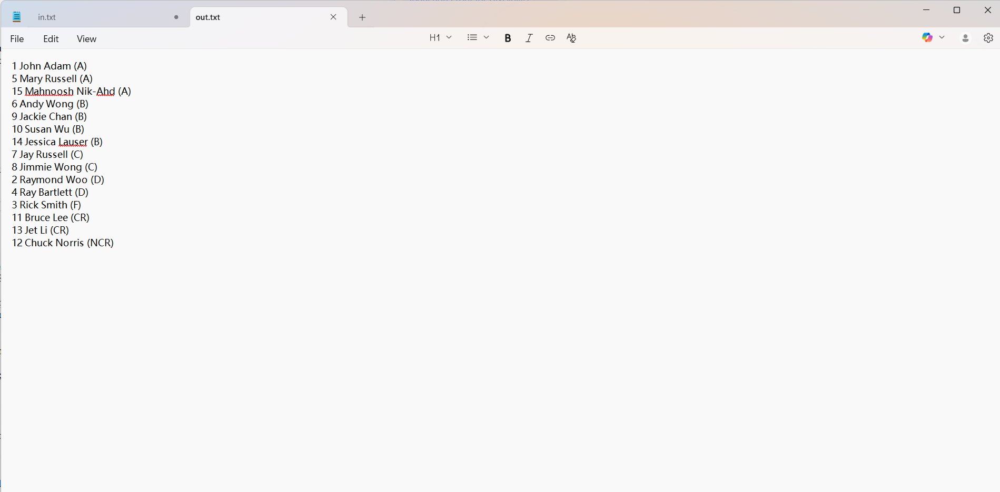 in.txt
out.txt
File Edit View
H1 B I
1 John Adam (A)
5 Mary Russell (A)
15 Mahnoosh Nik-Ahd (A)
6 Andy Wong (B)
9 Jackie Chan (B)
10 Susan Wu (B)
14 Jessica Lauser (B)
7 Jay Russell (C)
8 Jimmie Wong (C)
2 Raymond Woo (D)
4 Ray Bartlett (D)
3 Rick Smith (F)
11 Bruce Lee (CR)
13 Jet Li (CR)
12 Chuck Norris (NCR)